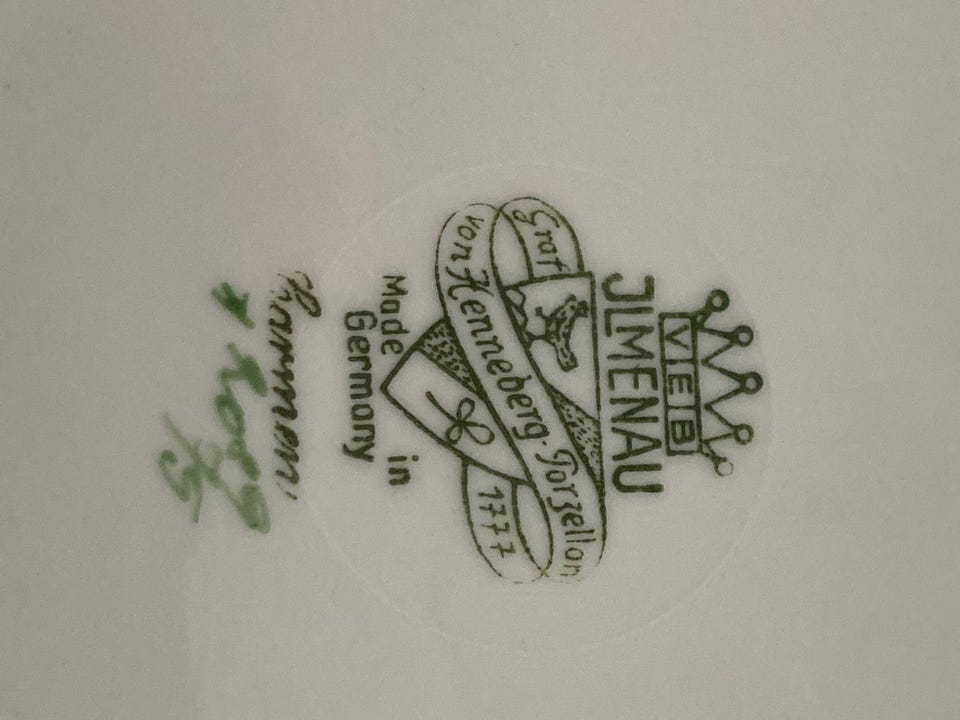 VEB
JLMENAU
Graf
von Henneberg-Porzellan
1777
Made in
Germany